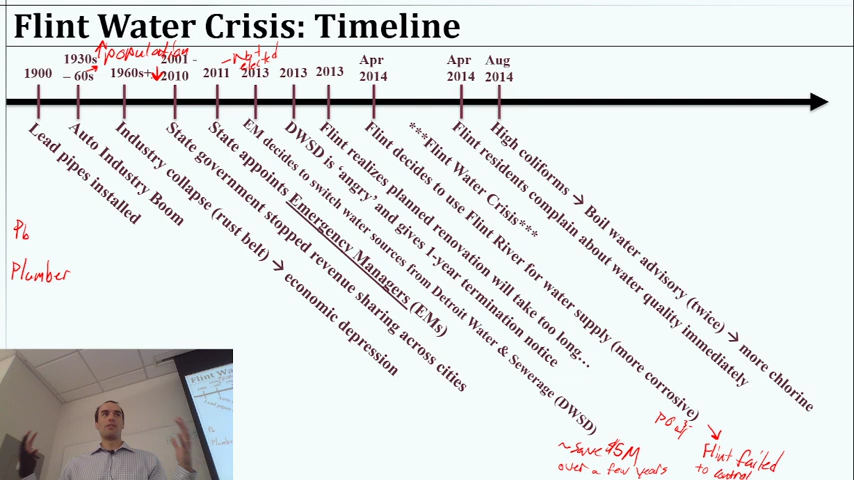 Flint Water Crisis: Timeline
↑population
↓
-Not
elected
1900
1930s
– 60s
1960s+
2001 -
2010
2011
2013
2013
2013
Apr
2014
Apr
2014
Aug
2014
Lead pipes installed
Auto Industry Boom
Industry collapse (rust belt) → economic depression
State government stopped revenue sharing across cities
State appoints Emergency Managers (EMs)
EM decides to switch water sources from Detroit Water & Sewerage (DWSD)
DWSD is ‘angry’ and gives 1-year termination notice
Flint realizes planned renovation will take too long…
Flint decides to use Flint River for water supply (more corrosive)
***Flint Water Crisis***
Flint residents complain about water quality immediately
High coliforms → Boil water advisory (twice) → more chlorine
Pb
Plumber
~save $5M
over a few years
PO₄³⁻
Flint failed
to control
Flint Wa
Pb
Plumber